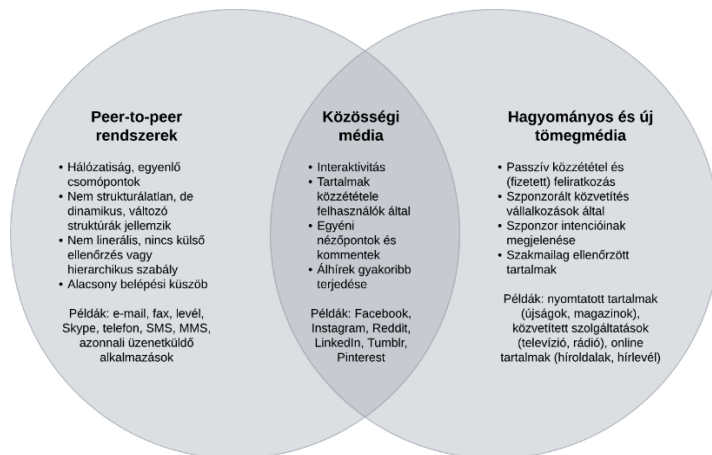 Peer-to-peer
rendszerek
• Hálózatiság, egyenlő
csomópontok
• Nem strukturálatlan, de
dinamikus, változó
struktúrák jellemzik
• Nem linerális, nincs külső
ellenőrzés vagy
hierarchikus szabály
• Alacsony belépési küszöb
Példák: e-mail, fax, levél,
Skype, telefon, SMS, MMS,
azonnali üzenetküldő
alkalmazások
Közösségi
média
• Interaktivitás
• Tartalmak
közzététele
felhasználók által
• Egyéni
nézőpontok és
kommentek
• Álhírek gyakoribb
terjedése
Példák: Facebook,
Instagram, Reddit,
LinkedIn, Tumblr,
Pinterest
Hagyományos és új
tömegmédia
• Passzív közzététel és
(fizetett) feliratkozás
• Szponzorált közvetítés
vállalkozások által
• Szponzor intencióinak
megjelenése
• Szakmailag ellenőrzött
tartalmak
Példák: nyomtatott tartalmak
(újságok, magazinok),
közvetített szolgáltatások
(televízió, rádió), online
tartalmak (híroldalak, hírlevél)